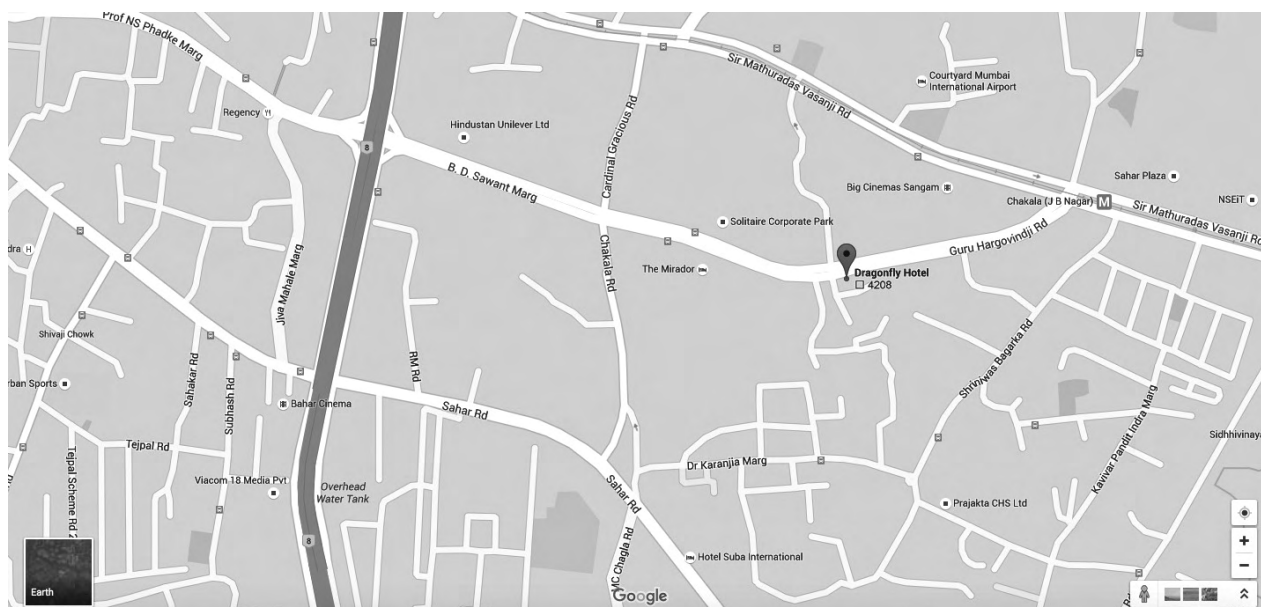 Prof NS Phadke Marg
Regency
8
Hindustan Unilever Ltd
B. D. Sawant Marg
Cardinal Gracious Rd
Sir Mathuradas Vasanji Rd
Courtyard Mumbai
International Airport
Big Cinemas Sangam
Sahar Plaza
NSEiT
Chakala (J B Nagar)
M
Sir Mathuradas Vasanji Rd
Solitaire Corporate Park
Guru Hargovindji Rd
The Mirador
Dragonfly Hotel
4208
Chakala Rd
Jiva Mahale Marg
dra
H
Shivaji Chowk
rban Sports
Sahakar Rd
Subhash Rd
Bahar Cinema
RM Rd
Sahar Rd
Shriniwas Bagarka Rd
Kavivar Pandit Indra Marg
Sidhhivinaya
Tejpal Rd
Tejpal Scheme Rd 2
Viacom 18 Media Pvt
Overhead
Water Tank
Dr Karanjia Marg
Sahar Rd
Prajakta CHS Ltd
8
MC Chagla Rd
Hotel Suba International
Earth
Google
+
−